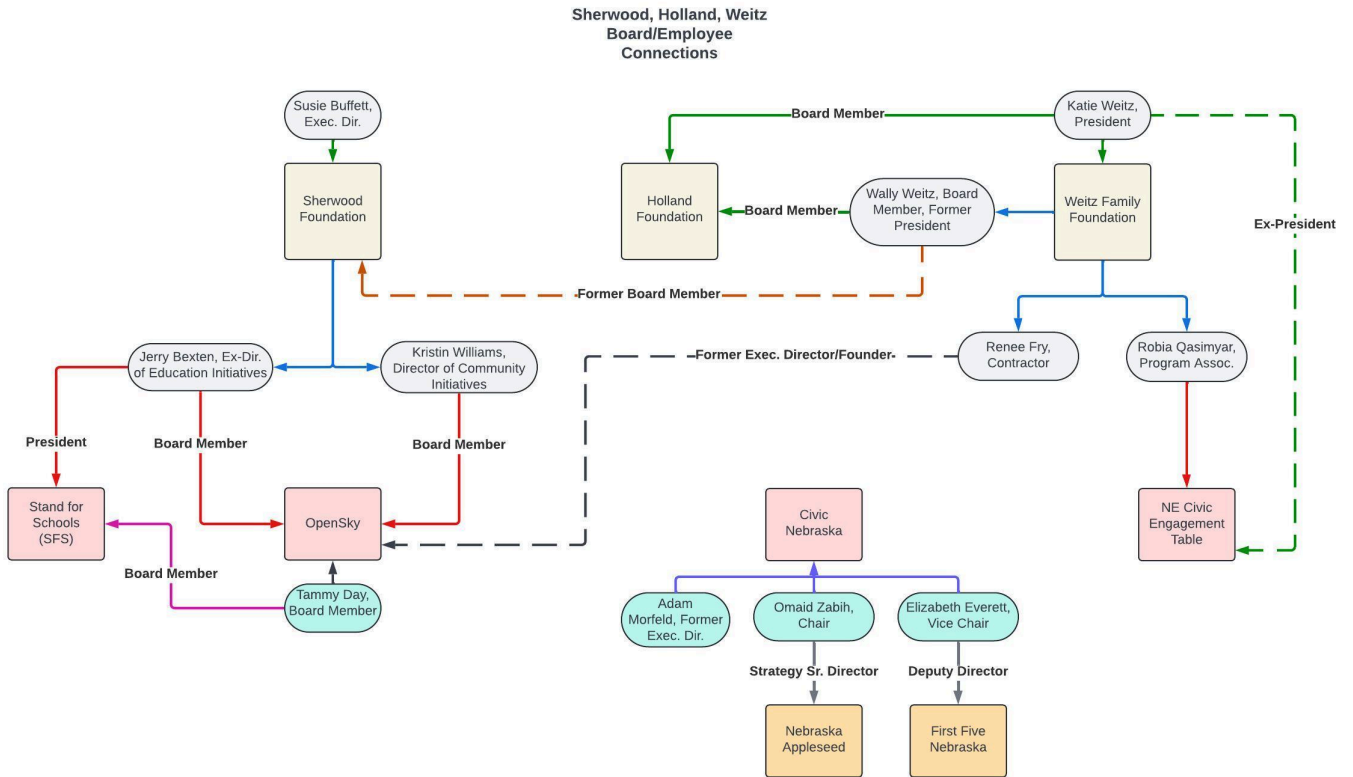 Sherwood, Holland, Weitz
Board/Employee
Connections
Susie Buffett,
Exec. Dir.
Board Member
Katie Weitz,
President
Sherwood
Foundation
Holland
Foundation
Board Member
Wally Weitz, Board
Member, Former
President
Weitz Family
Foundation
Ex-President
Former Board Member
Jerry Bexten, Ex-Dir.
of Education Initiatives
Kristin Williams,
Director of Community
Initiatives
Former Exec. Director/Founder
Renee Fry,
Contractor
Robia Qasimyar,
Program Assoc.
President
Board Member
Board Member
Stand for
Schools
(SFS)
OpenSky
Civic
Nebraska
NE Civic
Engagement
Table
Board Member
Tammy Day,
Board Member
Adam
Morfeld, Former
Exec. Dir.
Omaid Zabih,
Chair
Elizabeth Everett,
Vice Chair
Strategy Sr. Director
Deputy Director
Nebraska
Appleseed
First Five
Nebraska